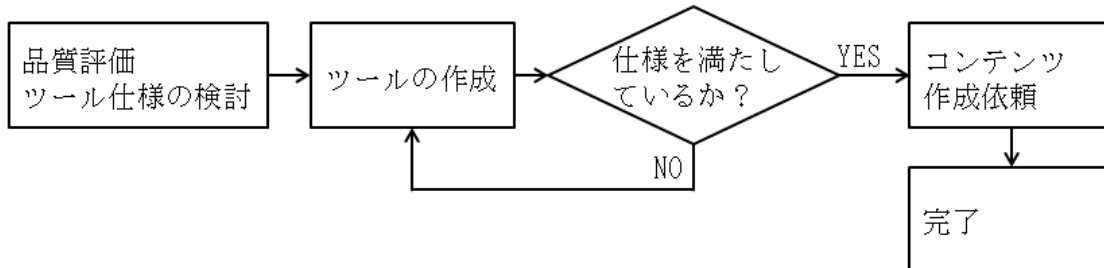 品質評価
ツール仕様の検討
ツールの作成
仕様を満たし
ているか？
YES
NO
コンテンツ
作成依頼
完了